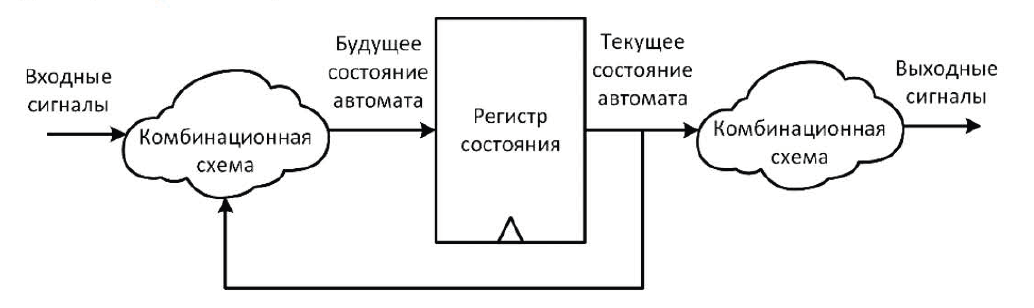 Входные
сигналы
Комбинационная
схема
Будущее
состояние
автомата
Регистр
состояния
Текущее
состояние
автомата
Комбинационная
схема
Выходные
сигналы